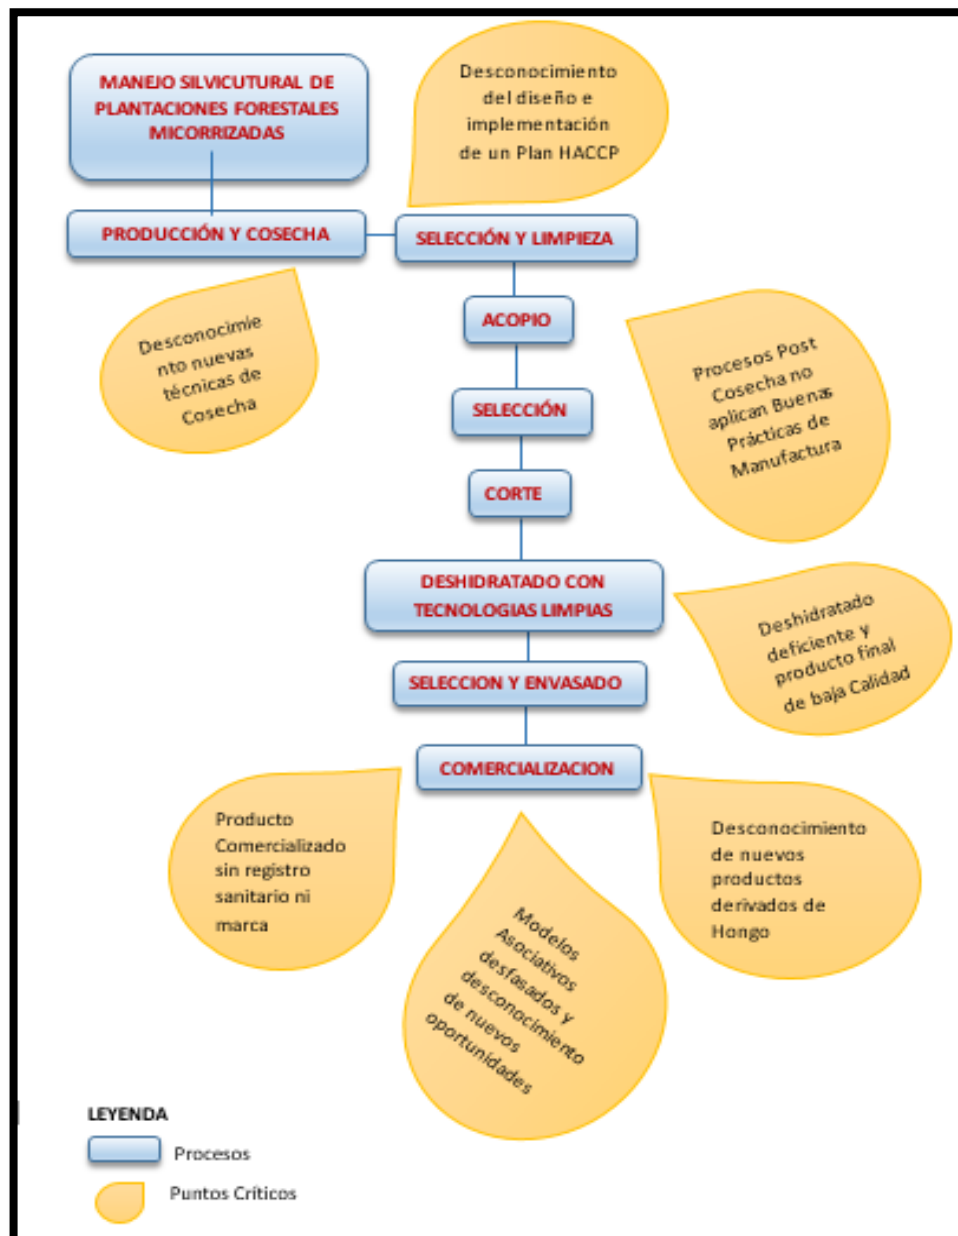 MANEJO SILVICUTURAL DE
PLANTACIONES FORESTALES
MICORRIZADAS
Desconocimiento
del diseño e
implementación
de un Plan HACCP
PRODUCCIÓN Y COSECHA
SELECCIÓN Y LIMPIEZA
Desconocimie
nto nuevas
técnicas de
Cosecha
ACOPIO
Procesos Post
Cosecha no
aplican Buenas
Prácticas de
Manufactura
SELECCIÓN
CORTE
DESHIDRATADO CON
TECNOLOGIAS LIMPIAS
Deshidratado
deficiente y
producto final
de baja Calidad
SELECCION Y ENVASADO
COMERCIALIZACION
Producto
Comercializado
sin registro
sanitario ni
marca
Modelos
Asociativos
desfasados y
desconocimiento
de nuevos
oportunidades
Desconocimiento
de nuevos
productos
derivados de
Hongo
LEYENDA
Procesos
Puntos Críticos